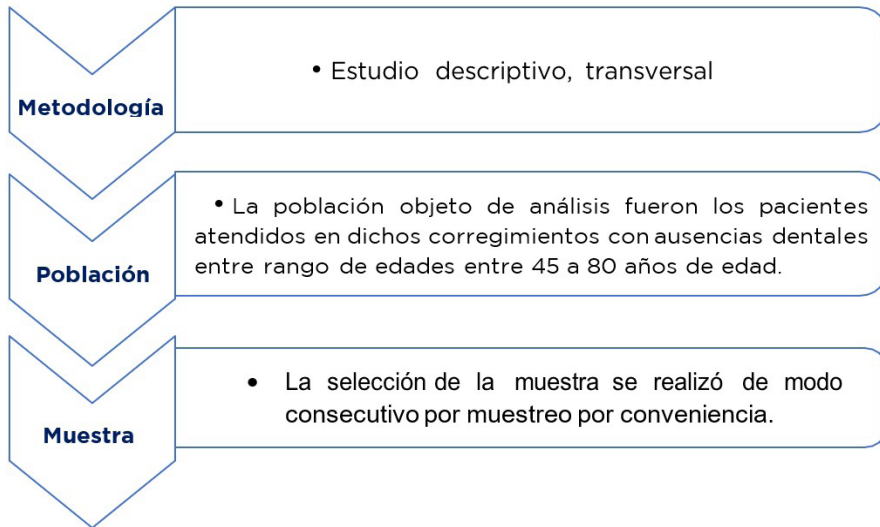 Metodología
• Estudio descriptivo, transversal
Población
• La población objeto de análisis fueron los pacientes
atendidos en dichos corregimientos con ausencias dentales
entre rango de edades entre 45 a 80 años de edad.
Muestra
• La selección de la muestra se realizó de modo
consecutivo por muestreo por conveniencia.